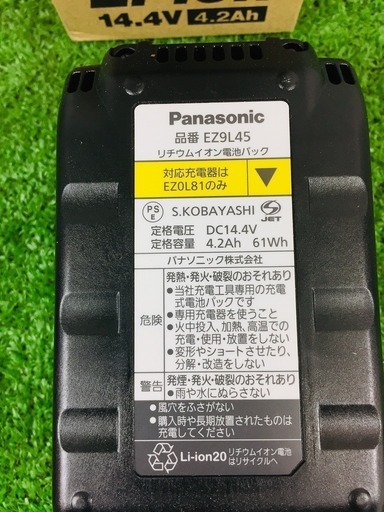 14.4V 4.2Ah
Panasonic
品番 EZ9L45
リチウムイオン電池パック
対応充電器は
EZ0L81のみ
PS
E
S.KOBAYASHI
JET
定格電圧 DC14.4V
定格容量 4.2Ah 61Wh
パナソニック株式会社
危険
発熱・発火・破裂のおそれあり
●当社充電工具専用の充電
式電池パックです
●専用充電器を使うこと
●火中投入、加熱、高温での
充電・使用・放置をしない
●変形やショートさせたり、
分解・改造をしない
警告
発煙・発火・破裂のおそれあり
●雨や水にぬらさない
●風穴をふさがない
●購入時や長期放置されたものは
充電してください
Li-ion20
リチウムイオン電池
はリサイクルへ